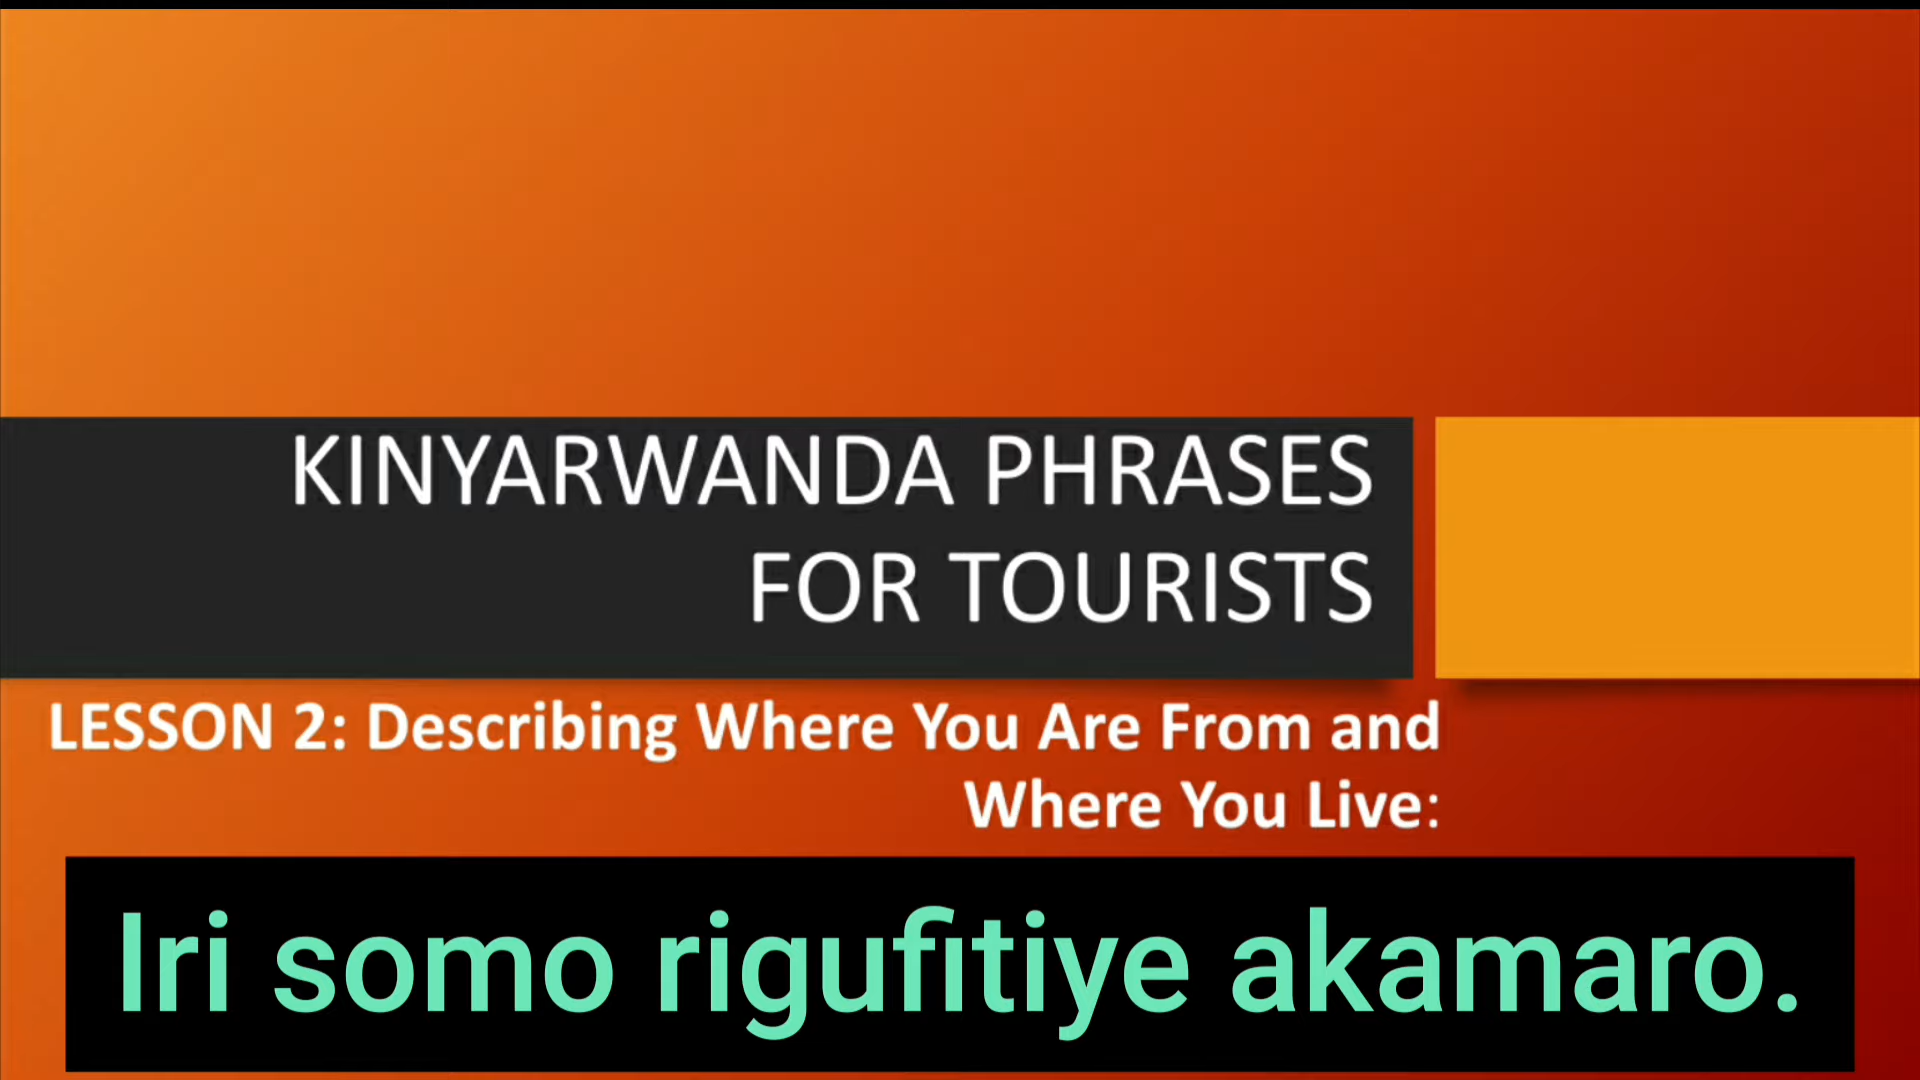 KINYARWANDA PHRASES
FOR TOURISTS
LESSON 2: Describing Where You Are From and
Where You Live:
Iri somo rigufitiye akamaro.